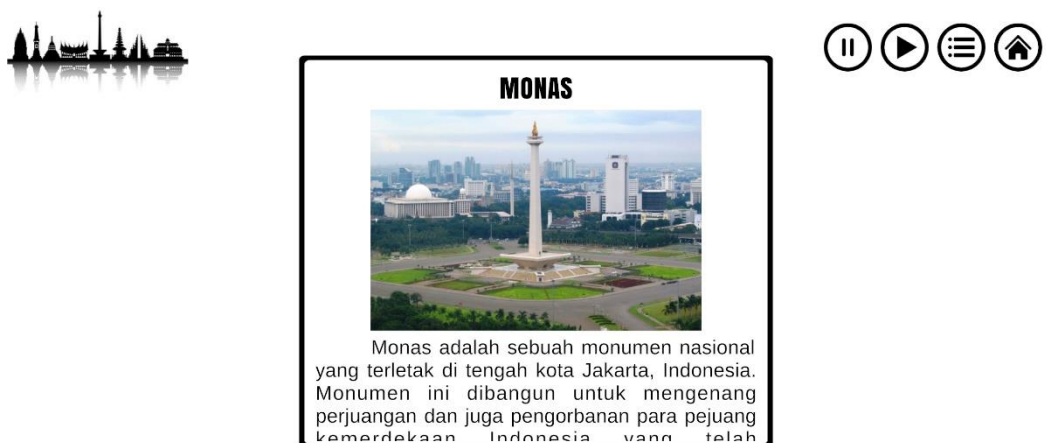 MONAS
Monas adalah sebuah monumen nasional
yang terletak di tengah kota Jakarta, Indonesia.
Monumen ini dibangun untuk mengenang
perjuangan dan juga pengorbanan para pejuang
kemerdekaan Indonesia yang telah